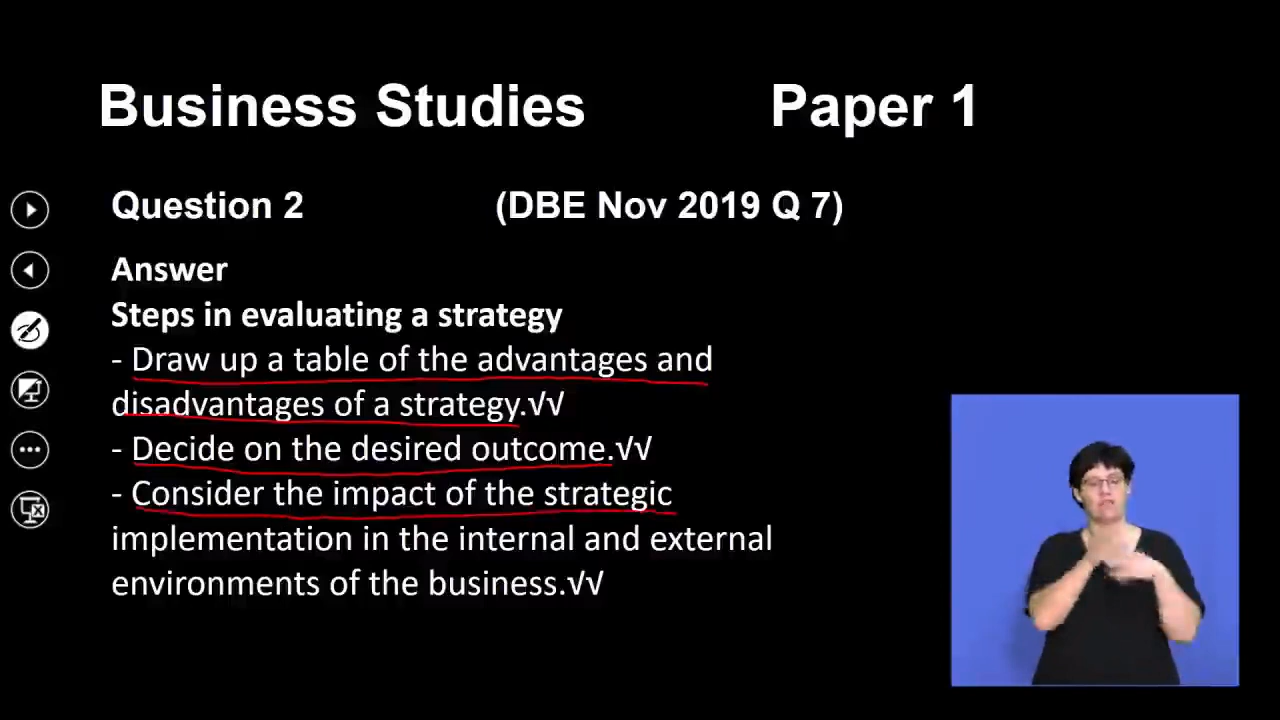 Business Studies Paper 1
Question 2 (DBE Nov 2019 Q 7)
Answer
Steps in evaluating a strategy
- Draw up a table of the advantages and
disadvantages of a strategy.√√
- Decide on the desired outcome.√√
- Consider the impact of the strategic
implementation in the internal and external
environments of the business.√√